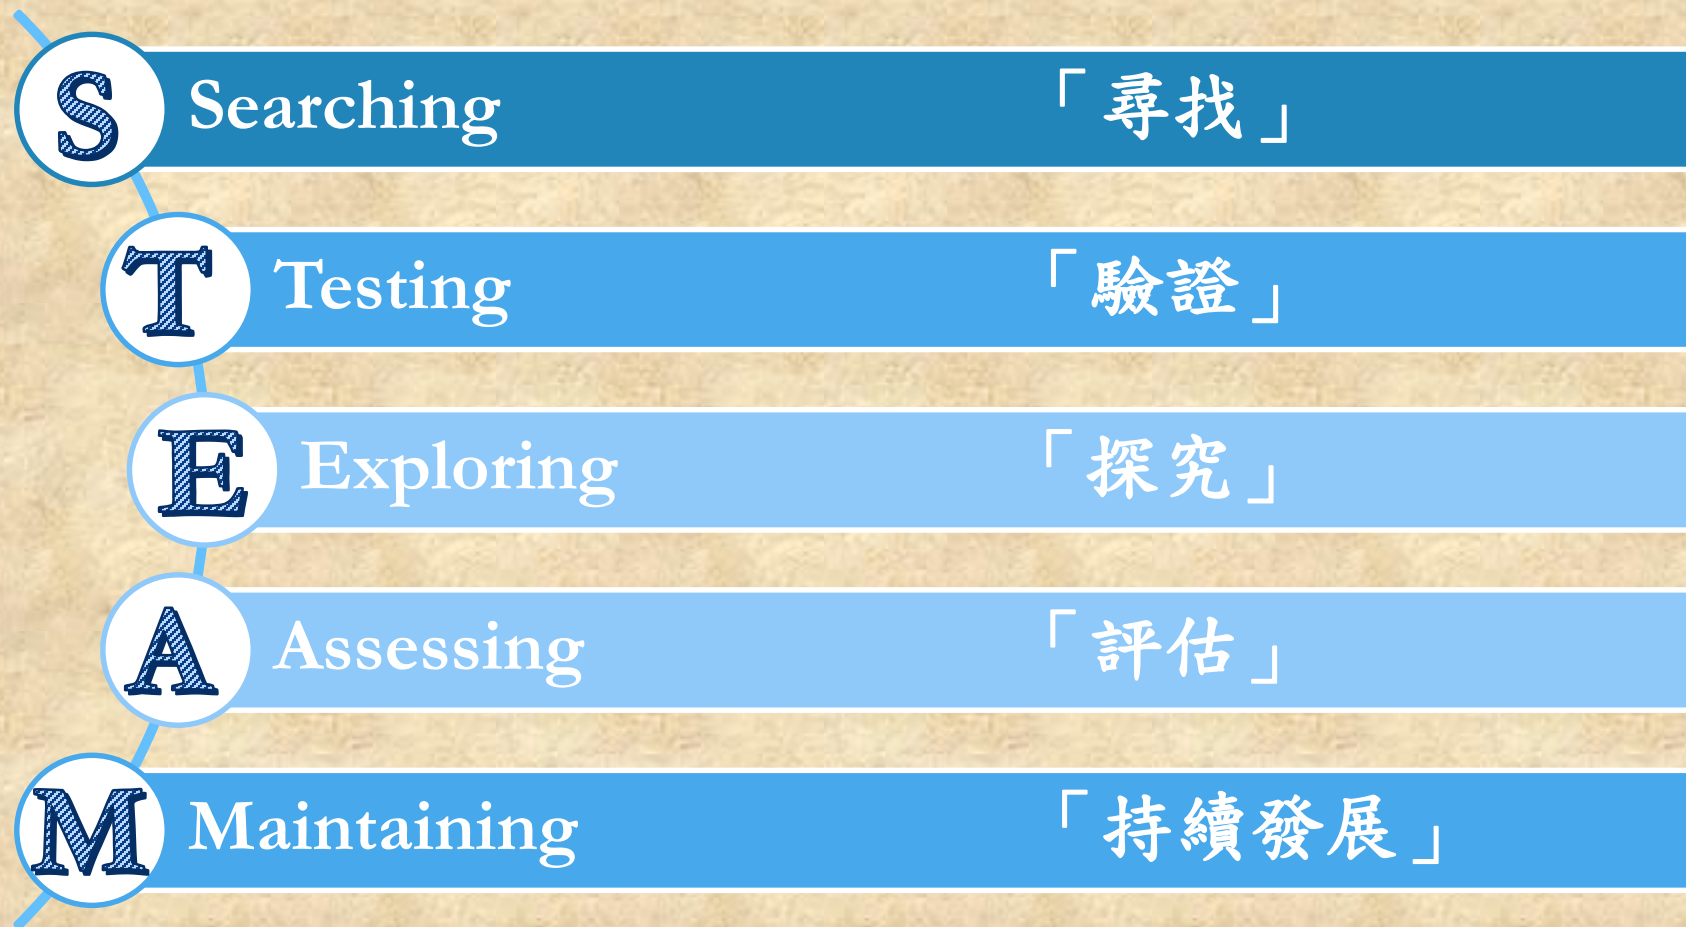 S Searching 「尋找」
T Testing 「驗證」
E Exploring 「探究」
A Assessing 「評估」
M Maintaining 「持續發展」